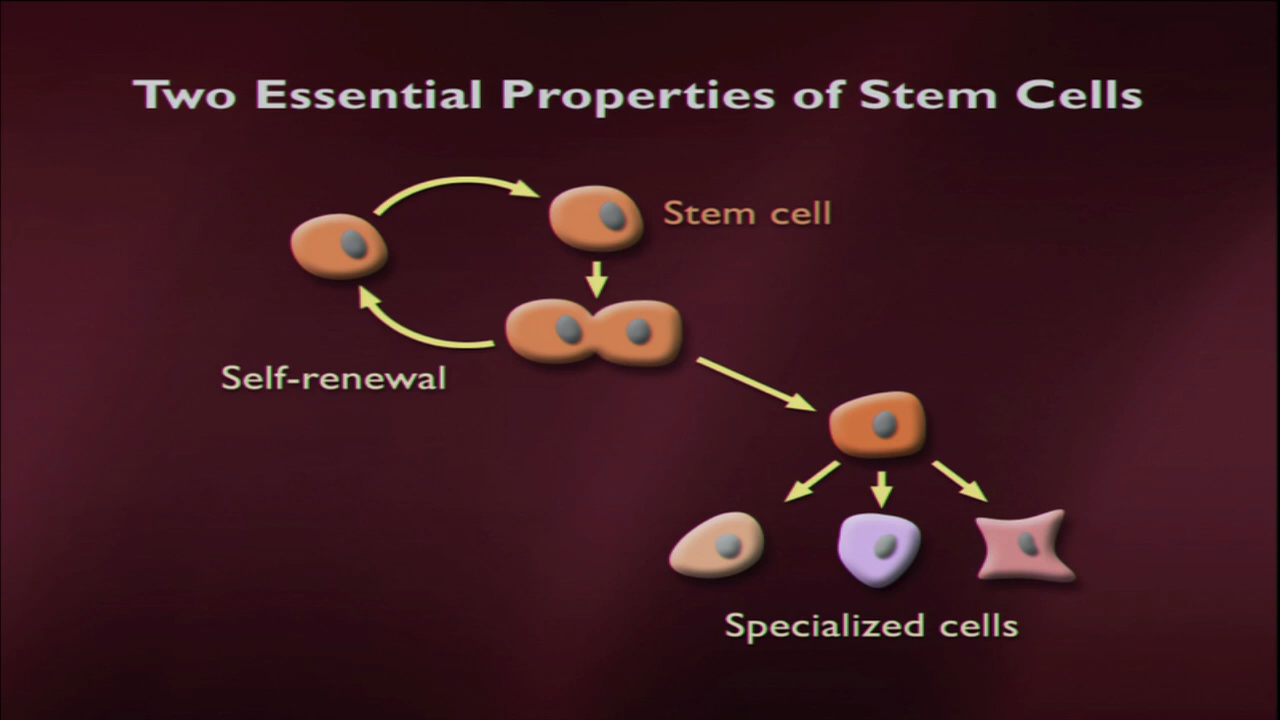 Two Essential Properties of Stem Cells
Stem cell
Self-renewal
Specialized cells